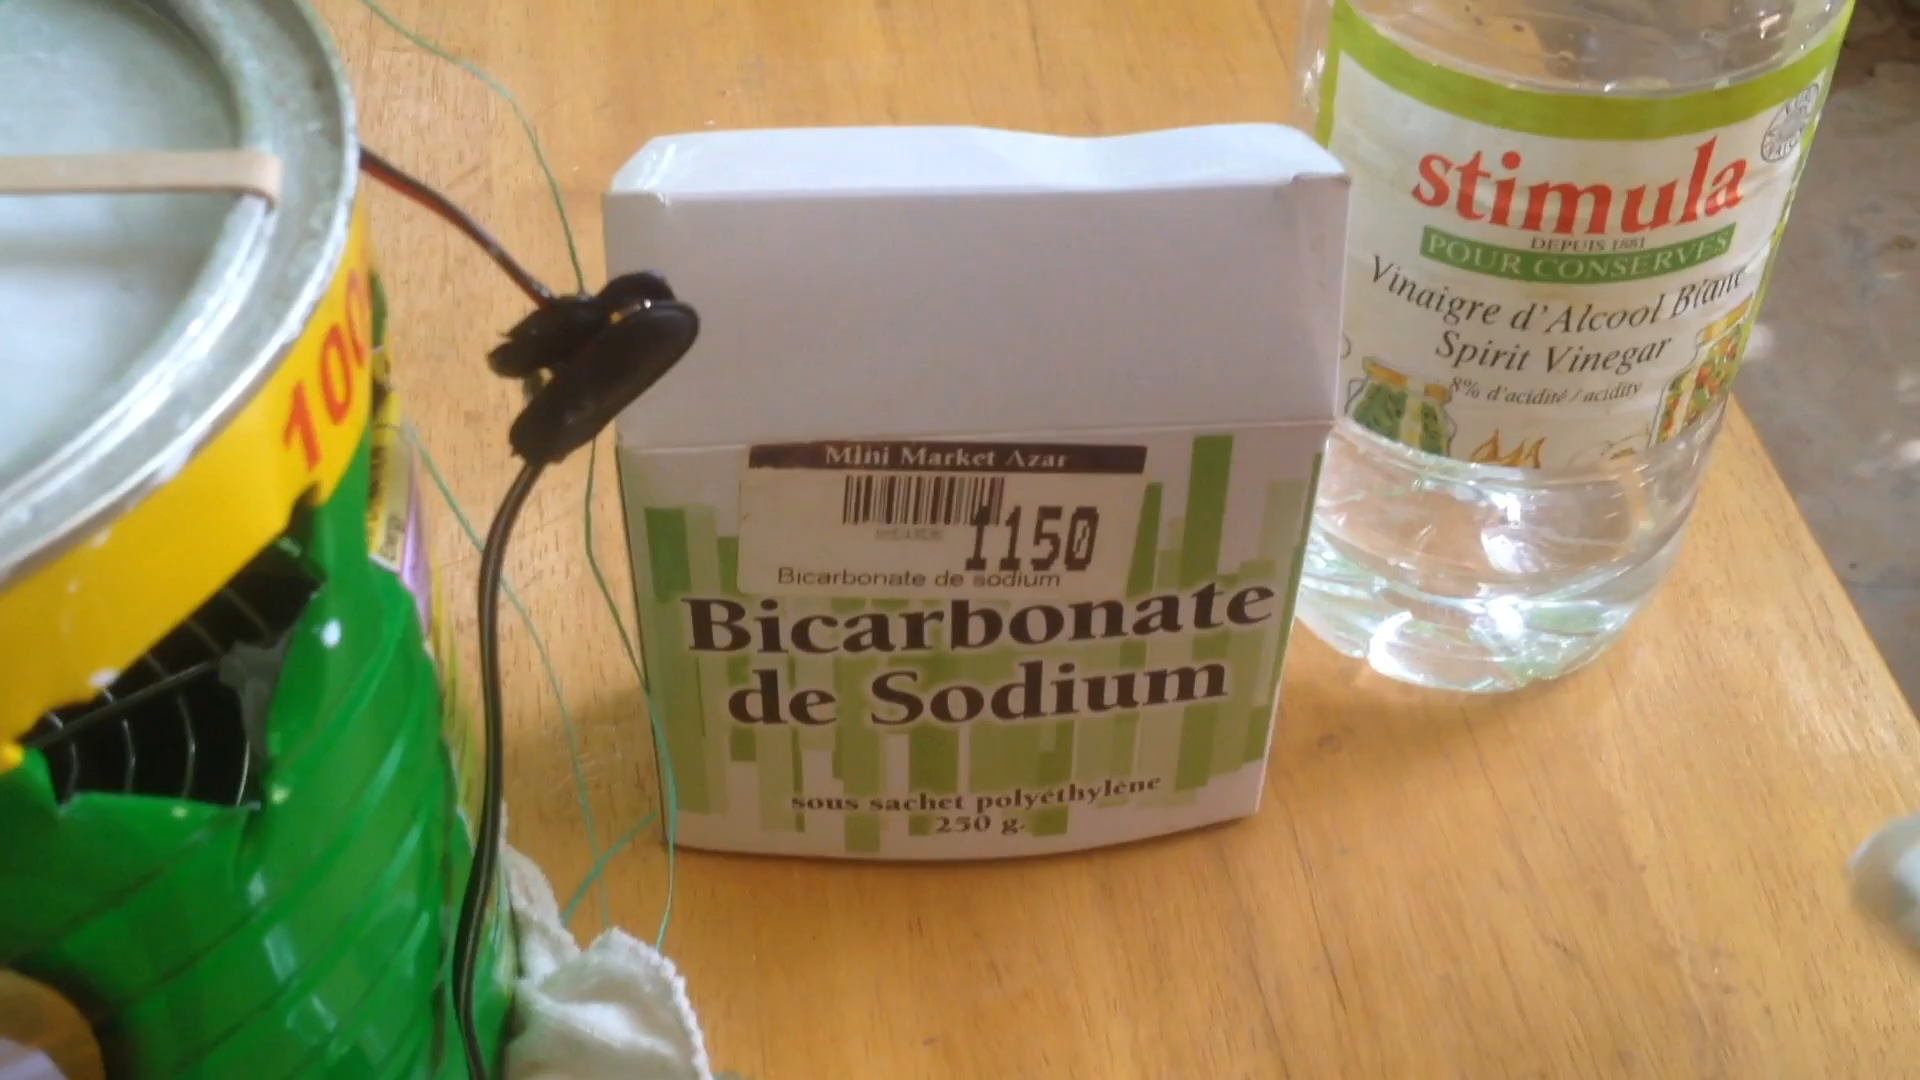 100
Mini Market Azar
1150
Bicarbonate de sodium
Bicarbonate
de Sodium
sous sachet polyéthylène
250 g.
stimula
DEPUIS 1881
POUR CONSERVES
Vinaigre d'Alcool Blanc
Spirit Vinegar
8% d'acidité / acidity